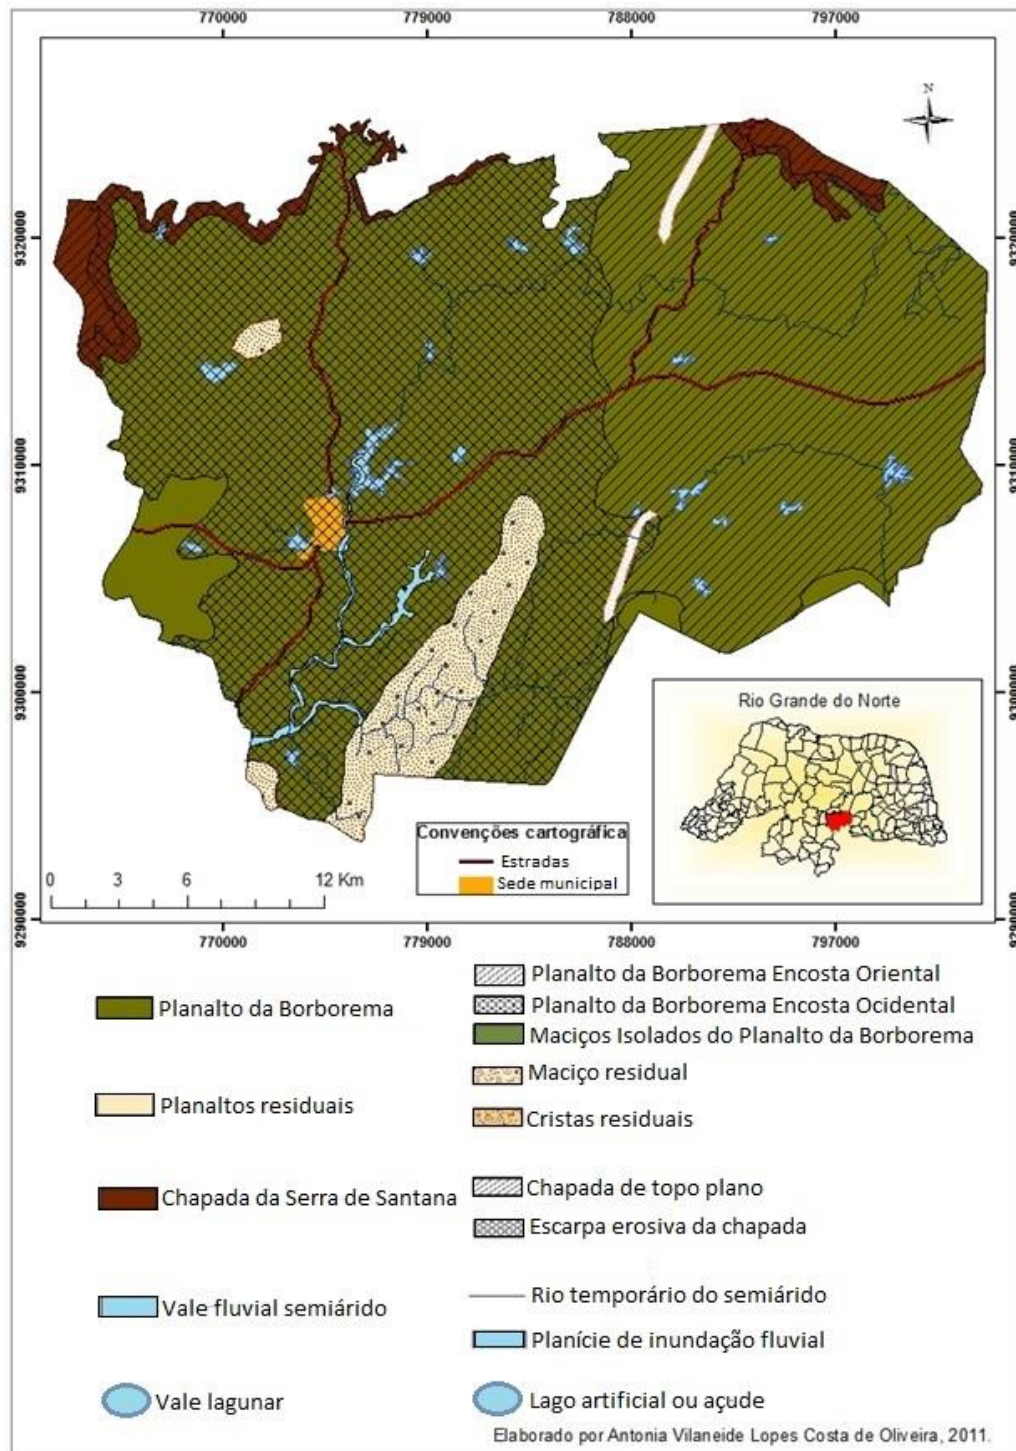 770000 779000 788000 797000
N
9320000 9320000
9310000 9310000
9300000 9300000
Rio Grande do Norte
Convenções cartográfica
Estradas
Sede municipal
0 3 6 12 Km
9290000 9290000
770000 779000 788000 797000
Planalto da Borborema
Planalto da Borborema Encosta Oriental
Planalto da Borborema Encosta Ocidental
Maciços Isolados do Planalto da Borborema
Planaltos residuais
Maciço residual
Cristas residuais
Chapada da Serra de Santana
Chapada de topo plano
Escarpa erosiva da chapada
Vale fluvial semiárido
Rio temporário do semiárido
Planície de inundação fluvial
Vale lagunar
Lago artificial ou açude
Elaborado por Antonia Vilaneide Lopes Costa de Oliveira, 2011.